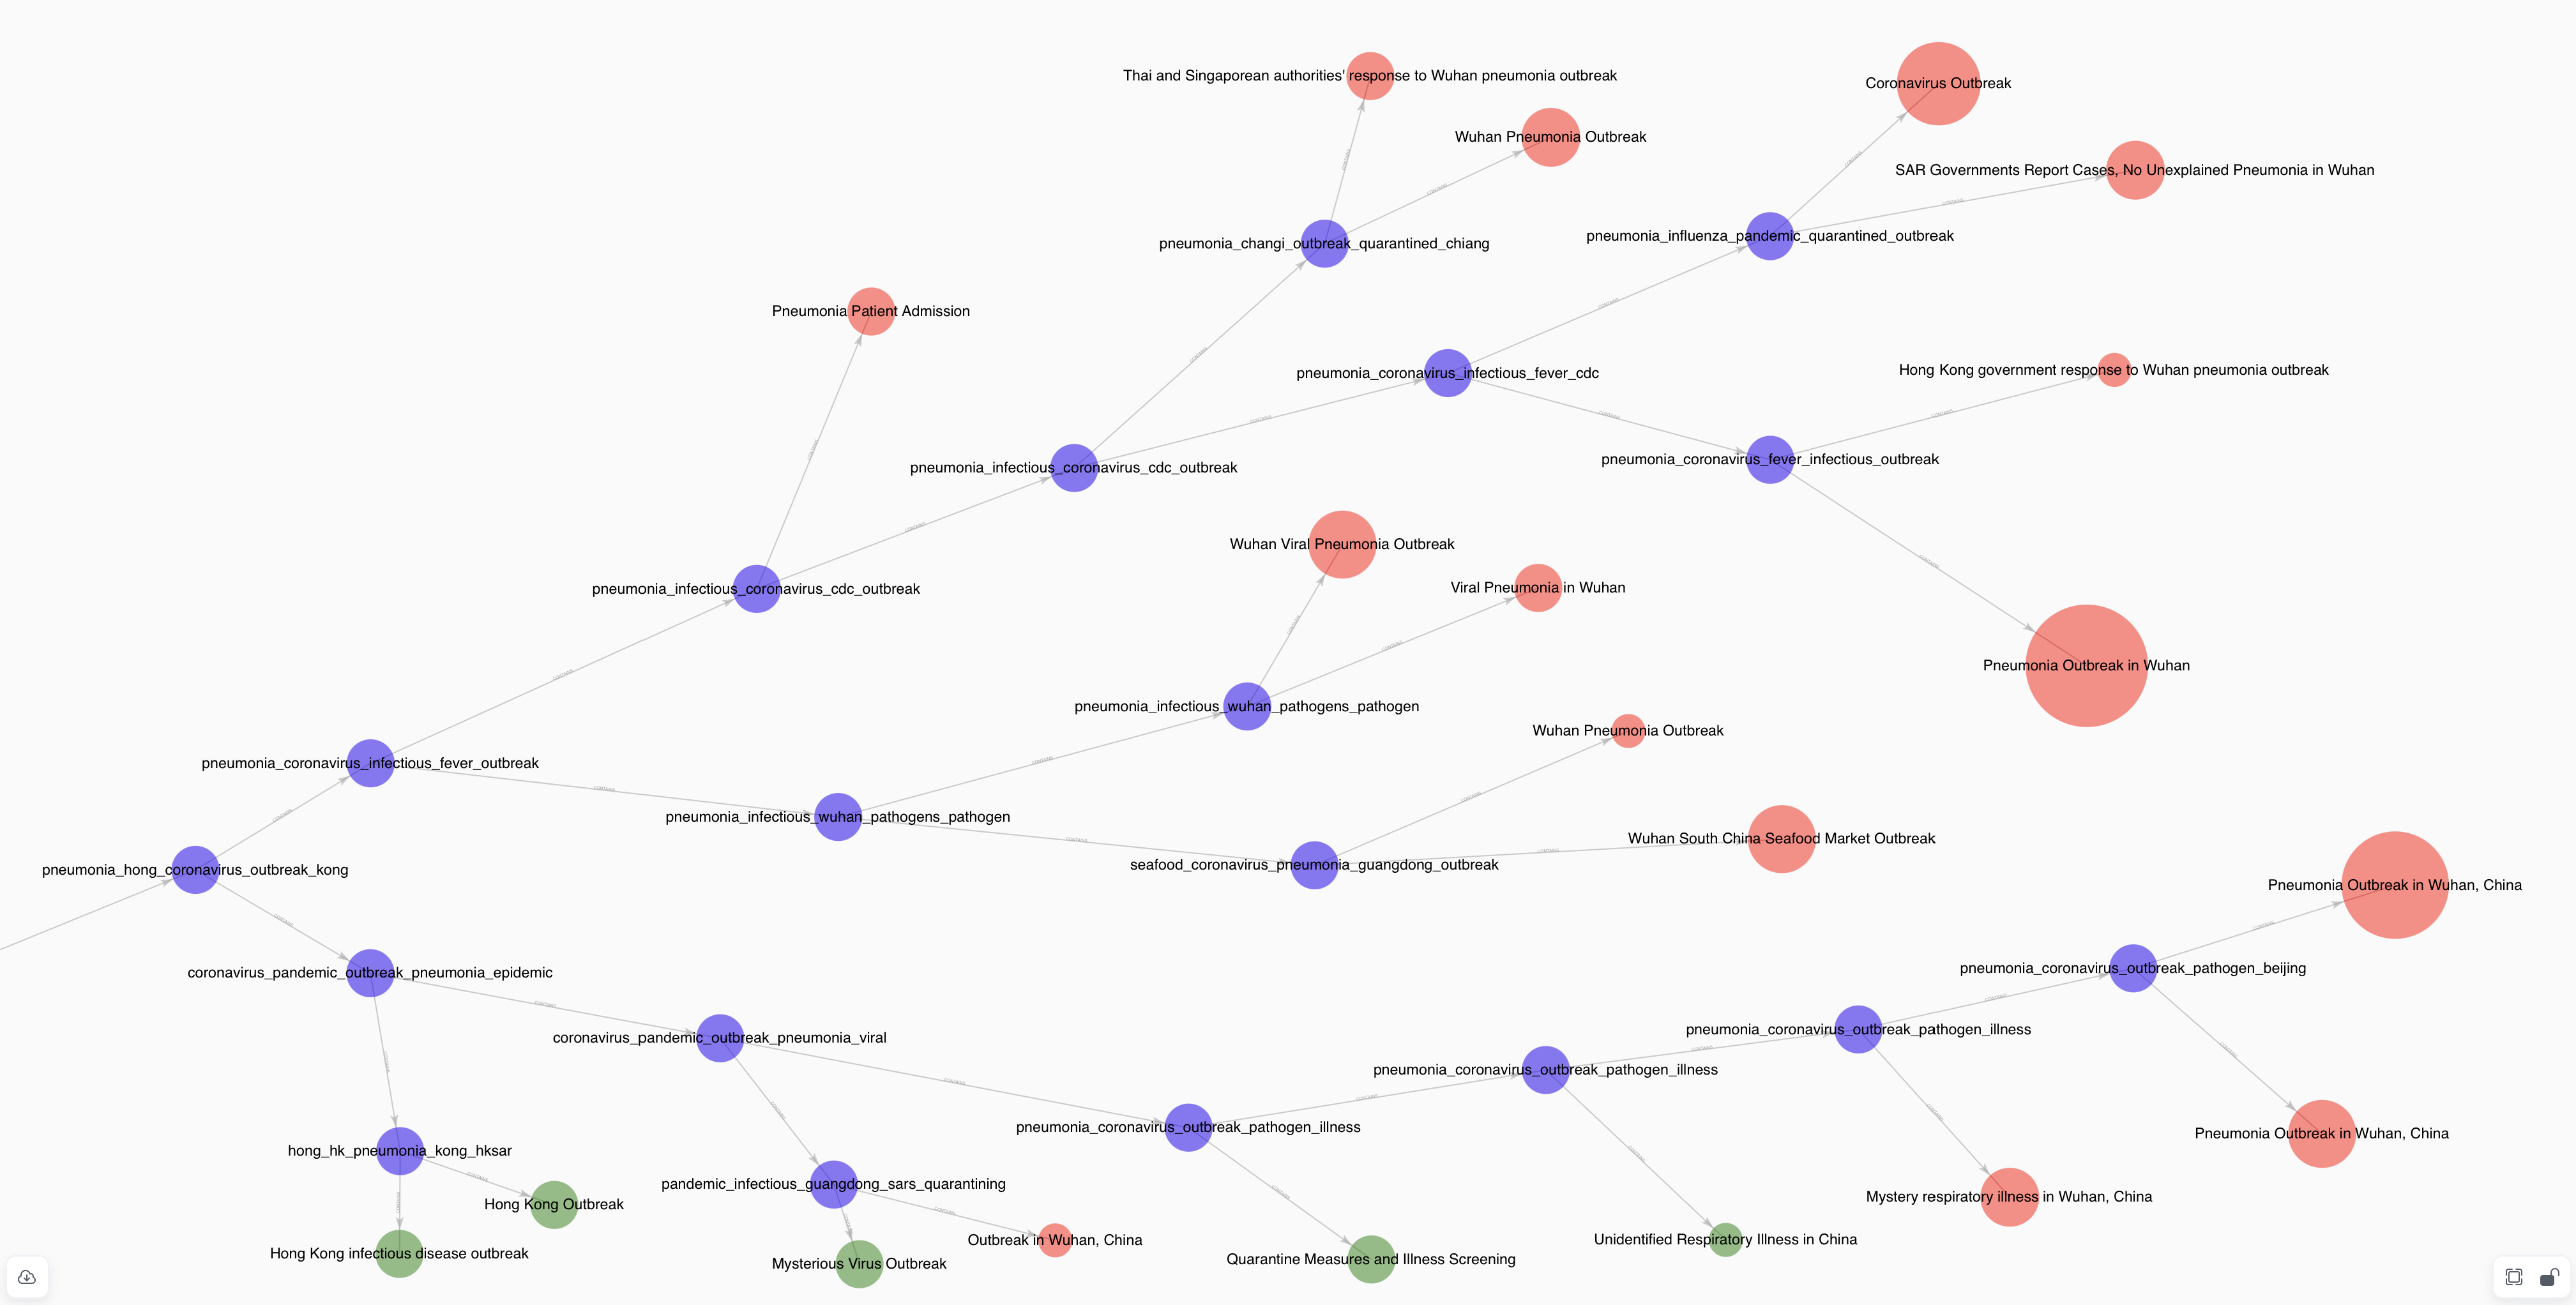 Thai and Singaporean authorities' response to Wuhan pneumonia outbreak
Coronavirus Outbreak
Wuhan Pneumonia Outbreak
SAR Governments Report Cases, No Unexplained Pneumonia in Wuhan
pneumonia_changi_outbreak_quarantined_chiang
pneumonia_influenza_pandemic_quarantined_outbreak
Pneumonia Patient Admission
pneumonia_coronavirus_infectious_fever_cdc
Hong Kong government response to Wuhan pneumonia outbreak
pneumonia_infectious_coronavirus_cdc_outbreak
pneumonia_coronavirus_fever_infectious_outbreak
Wuhan Viral Pneumonia Outbreak
pneumonia_infectious_coronavirus_cdc_outbreak
Viral Pneumonia in Wuhan
Pneumonia Outbreak in Wuhan
pneumonia_infectious_wuhan_pathogens_pathogen
Wuhan Pneumonia Outbreak
pneumonia_coronavirus_infectious_fever_outbreak
pneumonia_infectious_wuhan_pathogens_pathogen
Wuhan South China Seafood Market Outbreak
seafood_coronavirus_pneumonia_guangdong_outbreak
pneumonia_hong_coronavirus_outbreak_kong
Pneumonia Outbreak in Wuhan, China
pneumonia_coronavirus_outbreak_pathogen_beijing
coronavirus_pandemic_outbreak_pneumonia_epidemic
pneumonia_coronavirus_outbreak_pathogen_illness
coronavirus_pandemic_outbreak_pneumonia_viral
pneumonia_coronavirus_outbreak_pathogen_illness
pneumonia_coronavirus_outbreak_pathogen_illness
Pneumonia Outbreak in Wuhan, China
hong_hk_pneumonia_kong_hksar
pandemic_infectious_guangdong_sars_quarantining
Mystery respiratory illness in Wuhan, China
Hong Kong Outbreak
Outbreak in Wuhan, China
Unidentified Respiratory Illness in China
Hong Kong infectious disease outbreak
Quarantine Measures and Illness Screening
Mysterious Virus Outbreak